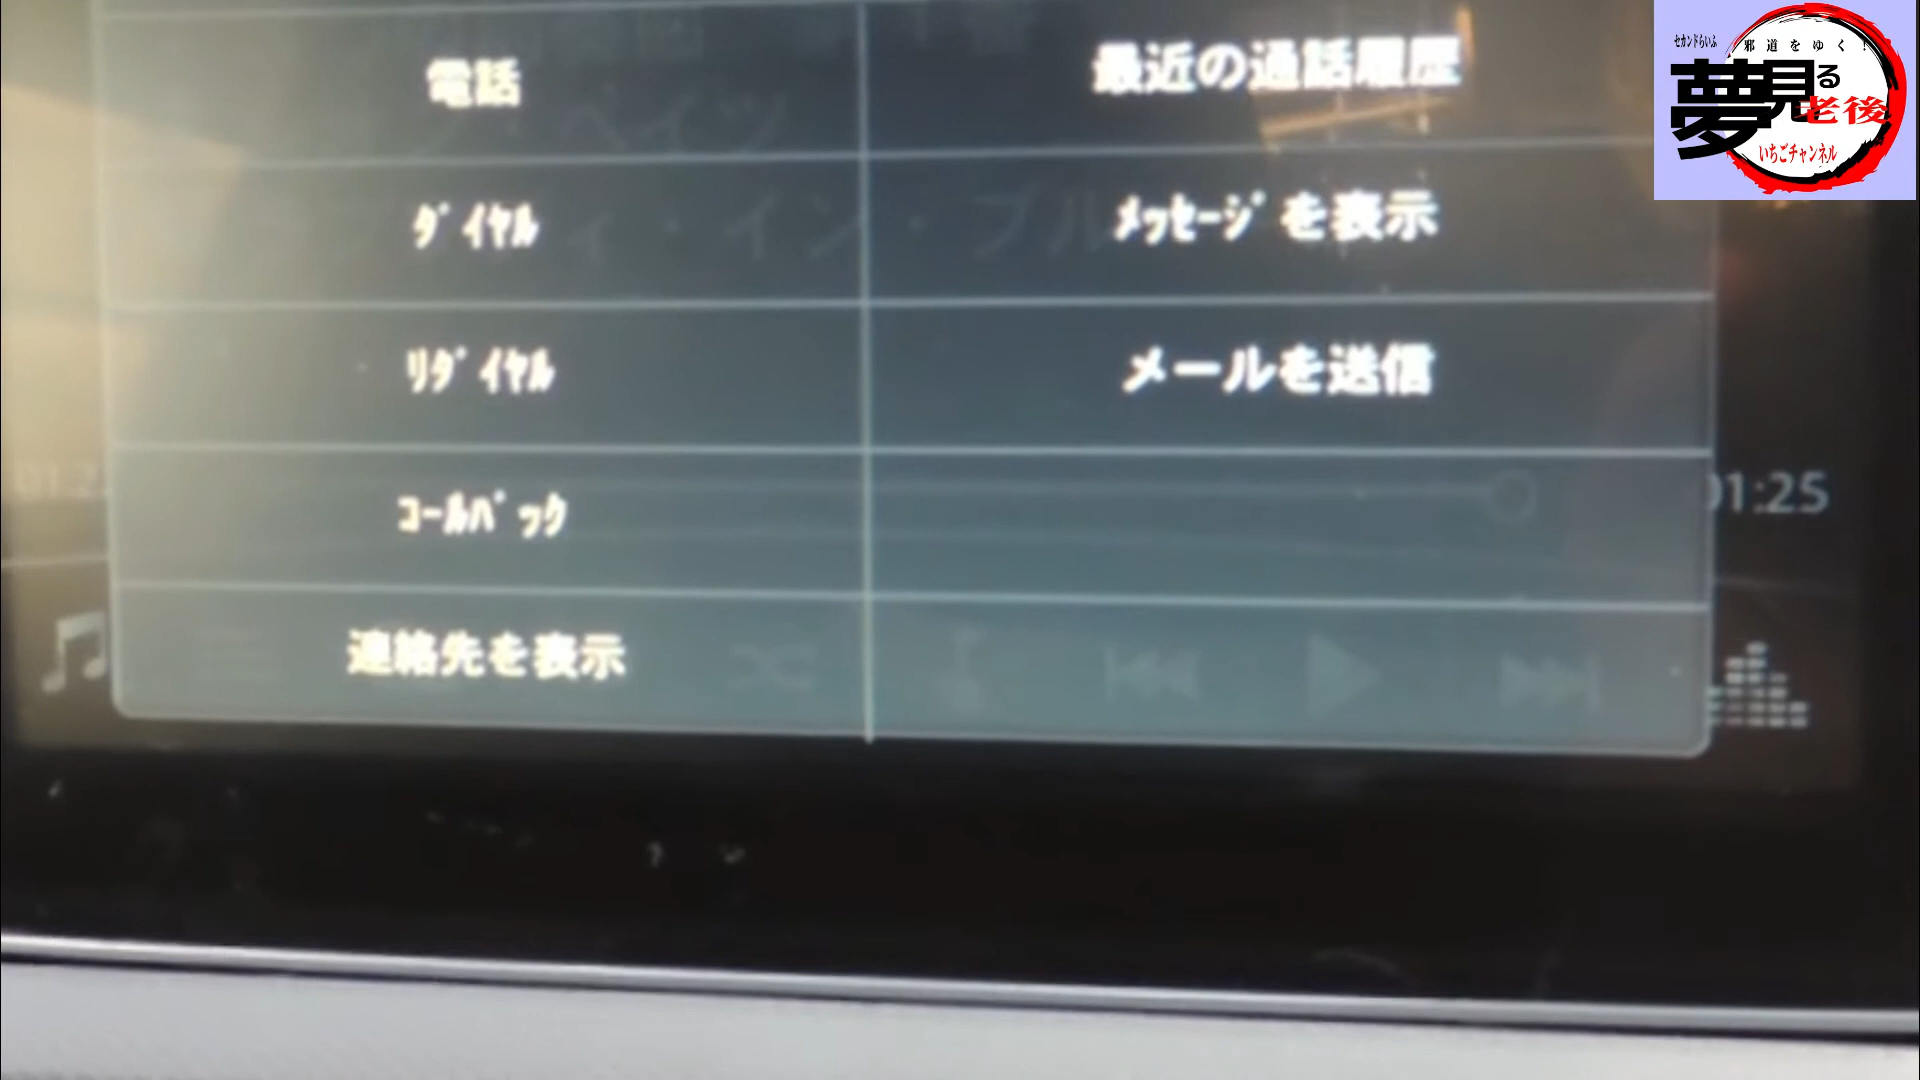 電話
最近の通話履歴
ﾀﾞｲﾔﾙ
ﾒｯｾｰｼﾞを表示
ﾘﾀﾞｲﾔﾙ
メールを送信
ｺｰﾙﾊﾞｯｸ
連絡先を表示
01:25
セカンドらいふ
邪道をゆく!
夢見る老後
いちごチャンネル